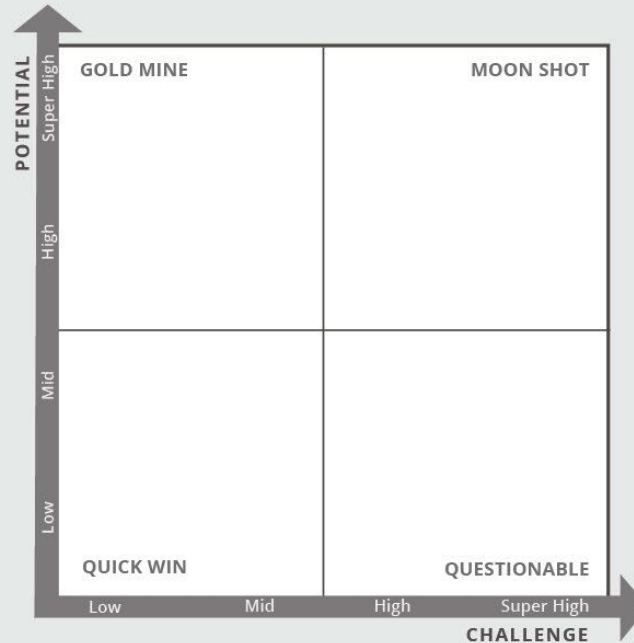 POTENTIAL
Super High
High
Mid
Low
GOLD MINE
MOON SHOT
QUICK WIN
QUESTIONABLE
Low Mid High Super High
CHALLENGE